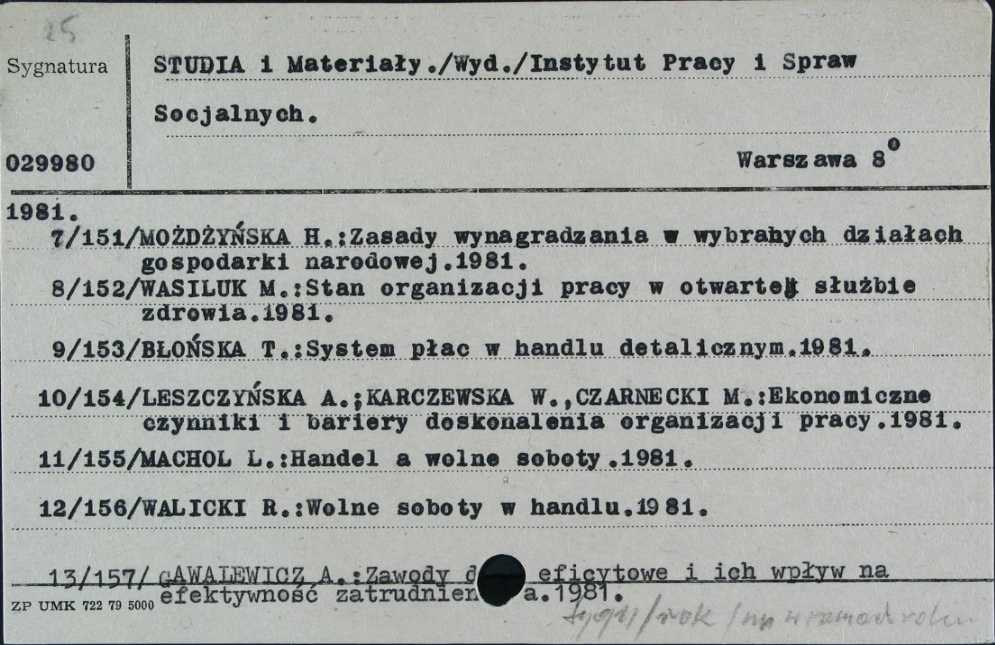 25
Sygnatura
STUDIA i Materiały./Wyd./Instytut Pracy i Spraw
Socjalnych.
029980
Warszawa 8°
1981.
7/151/MOŻDŻYŃSKA H.:Zasady wynagradzania w wybranych działach
gospodarki narodowej.1981.
8/152/WASILUK M.:Stan organizacji pracy w otwartej służbie
zdrowia.1981.
9/153/BŁOŃSKA T.:System płac w handlu detalicznym.1981.
10/154/LESZCZYŃSKA A.;KARCZEWSKA W.,CZARNECKI M.:Ekonomiczne
czynniki i bariery doskonalenia organizacji pracy.1981.
11/155/MACHOL L.:Handel a wolne soboty.1981.
12/156/WALICKI R.:Wolne soboty w handlu.1981.
13/157/GAWALEWICZ A.:Zawody d eficytowe i ich wpływ na
efektywność zatrudnien a.1981.
ZP UMK 722 79 5000
/rok /nr w ramach roku